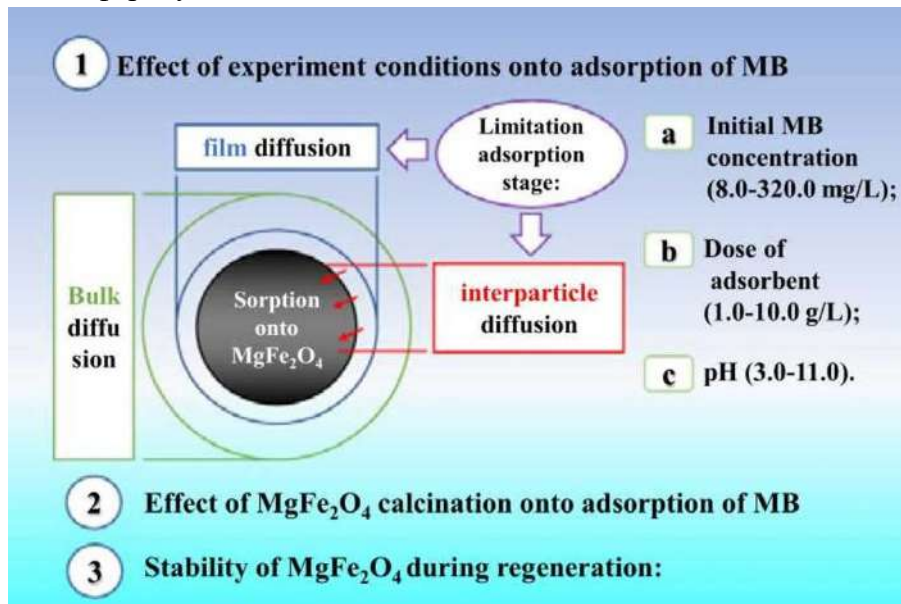 1 Effect of experiment conditions onto adsorption of MB
film diffusion
Limitation
adsorption
stage:
a Initial MB
concentration
(8.0-320.0 mg/L);
b Dose of
adsorbent
(1.0-10.0 g/L);
c pH (3.0-11.0).
Bulk
diffu
sion
Sorption
onto
MgFe₂O₄
interparticle
diffusion
2 Effect of MgFe₂O₄ calcination onto adsorption of MB
3 Stability of MgFe₂O₄ during regeneration: